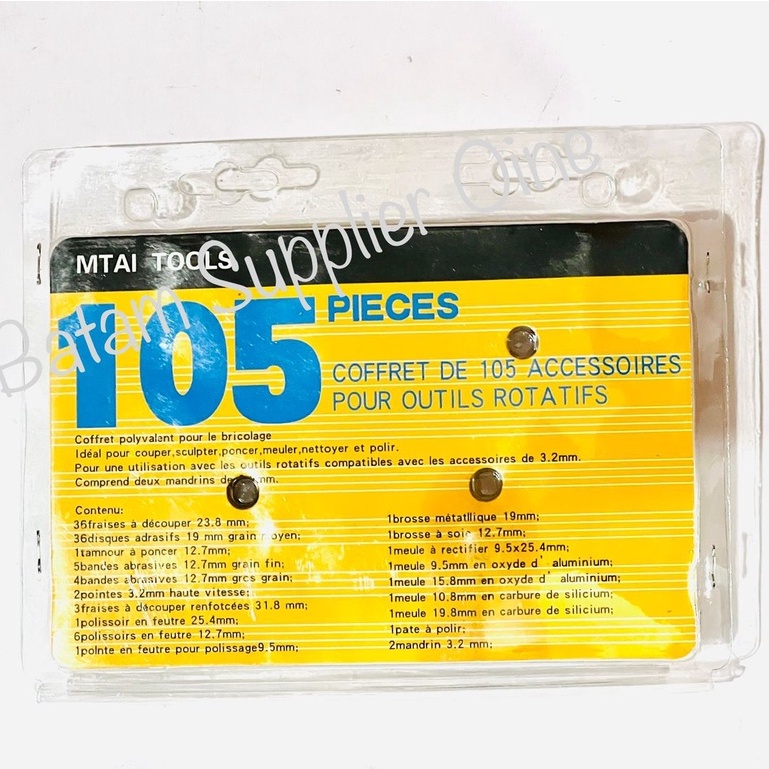 Batam Supplier Oine
MTAI TOOLS
105 PIECES
COFFRET DE 105 ACCESSOIRES
POUR OUTILS ROTATIFS
Coffret polyvalant pour le bricolage
Idéal pour couper,sculpter,poncer,meuler,nettoyer et polir.
Pour une utilisation avec les outils rotatifs compatibles avec les accessoires de 3.2mm.
Comprend deux mandrins de
Contenu:
36fraises à découper 23.8 mm;
36disques adrasifs 19 mm grain moyen;
1tamnour à poncer 12.7mm;
5bandes abrasives 12.7mm grain fin;
4bandes abrasives 12.7mm gros grain;
2pointes 3.2mm haute vitesse;
3fraises à découper renfotcées 31.8 mm;
1polissoir en feutre 25.4mm;
6polissoirs en feutre 12.7mm;
1polnte en feutre pour polissage9.5mm;
1brosse métatllique 19mm;
1brosse à soie 12.7mm;
1meule à rectifier 9.5x25.4mm;
1meule 9.5mm en oxyde d' aluminium;
1meule 15.8mm en oxyde d' aluminium;
1meule 10.8mm en carbure de silicium;
1meule 19.8mm en carbure de silicium;
1pate à polir;
2mandrin 3.2 mm;